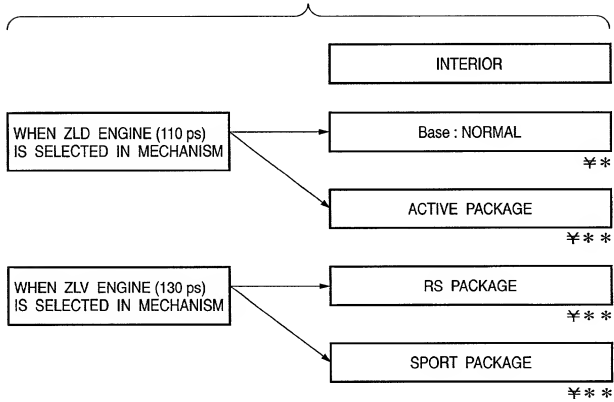 INTERIOR
WHEN ZLD ENGINE (110 ps)
IS SELECTED IN MECHANISM
Base : NORMAL
¥*
ACTIVE PACKAGE
¥**
WHEN ZLV ENGINE (130 ps)
IS SELECTED IN MECHANISM
RS PACKAGE
¥**
SPORT PACKAGE
¥**